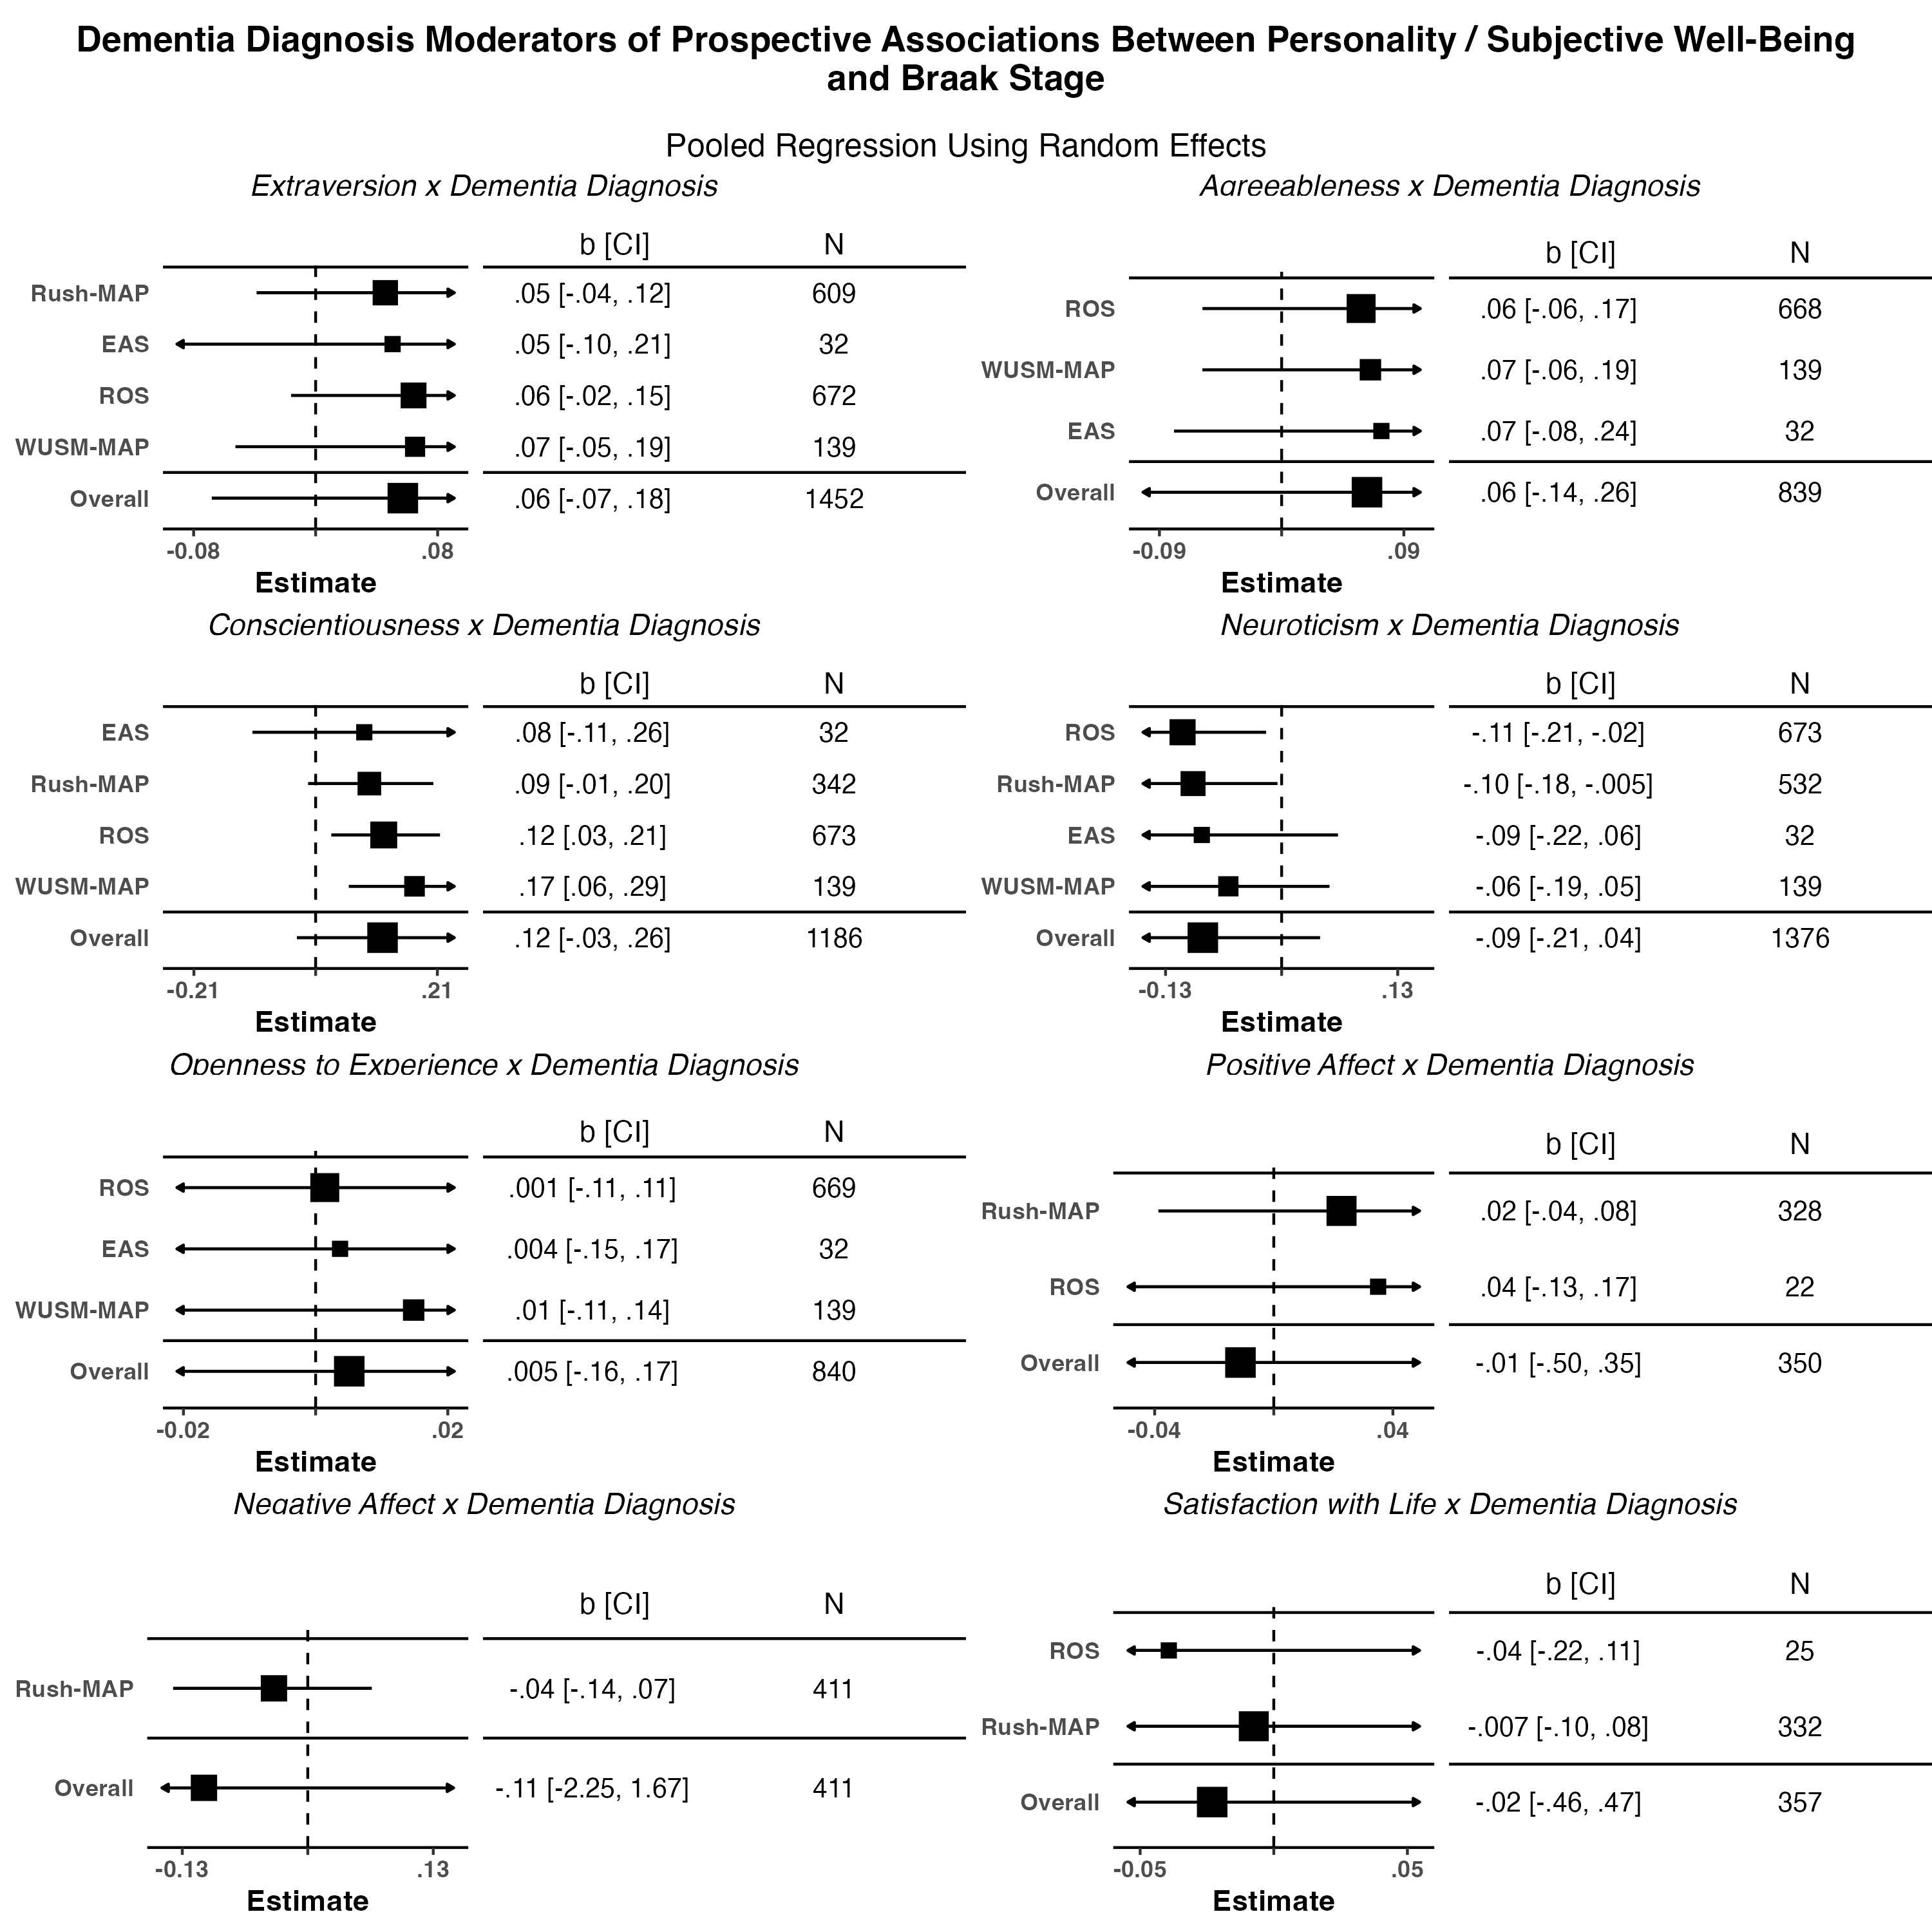 Dementia Diagnosis Moderators of Prospective Associations Between Personality / Subjective Well-Being
and Braak Stage
Pooled Regression Using Random Effects
Extraversion x Dementia Diagnosis
b [CI] N
Rush-MAP .05 [-.04, .12] 609
EAS .05 [-.10, .21] 32
ROS .06 [-.02, .15] 672
WUSM-MAP .07 [-.05, .19] 139
Overall .06 [-.07, .18] 1452
-0.08 .08
Estimate
Agreeableness x Dementia Diagnosis
b [CI] N
ROS .06 [-.06, .17] 668
WUSM-MAP .07 [-.06, .19] 139
EAS .07 [-.08, .24] 32
Overall .06 [-.14, .26] 839
-0.09 .09
Estimate
Conscientiousness x Dementia Diagnosis
b [CI] N
EAS .08 [-.11, .26] 32
Rush-MAP .09 [-.01, .20] 342
ROS .12 [.03, .21] 673
WUSM-MAP .17 [.06, .29] 139
Overall .12 [-.03, .26] 1186
-0.21 .21
Estimate
Neuroticism x Dementia Diagnosis
b [CI] N
ROS -.11 [-.21, -.02] 673
Rush-MAP -.10 [-.18, -.005] 532
EAS -.09 [-.22, .06] 32
WUSM-MAP -.06 [-.19, .05] 139
Overall -.09 [-.21, .04] 1376
-0.13 .13
Estimate
Openness to Experience x Dementia Diagnosis
b [CI] N
ROS .001 [-.11, .11] 669
EAS .004 [-.15, .17] 32
WUSM-MAP .01 [-.11, .14] 139
Overall .005 [-.16, .17] 840
-0.02 .02
Estimate
Positive Affect x Dementia Diagnosis
b [CI] N
Rush-MAP .02 [-.04, .08] 328
ROS .04 [-.13, .17] 22
Overall -.01 [-.50, .35] 350
-0.04 .04
Estimate
Negative Affect x Dementia Diagnosis
b [CI] N
Rush-MAP -.04 [-.14, .07] 411
Overall -.11 [-2.25, 1.67] 411
-0.13 .13
Estimate
Satisfaction with Life x Dementia Diagnosis
b [CI] N
ROS -.04 [-.22, .11] 25
Rush-MAP -.007 [-.10, .08] 332
Overall -.02 [-.46, .47] 357
-0.05 .05
Estimate